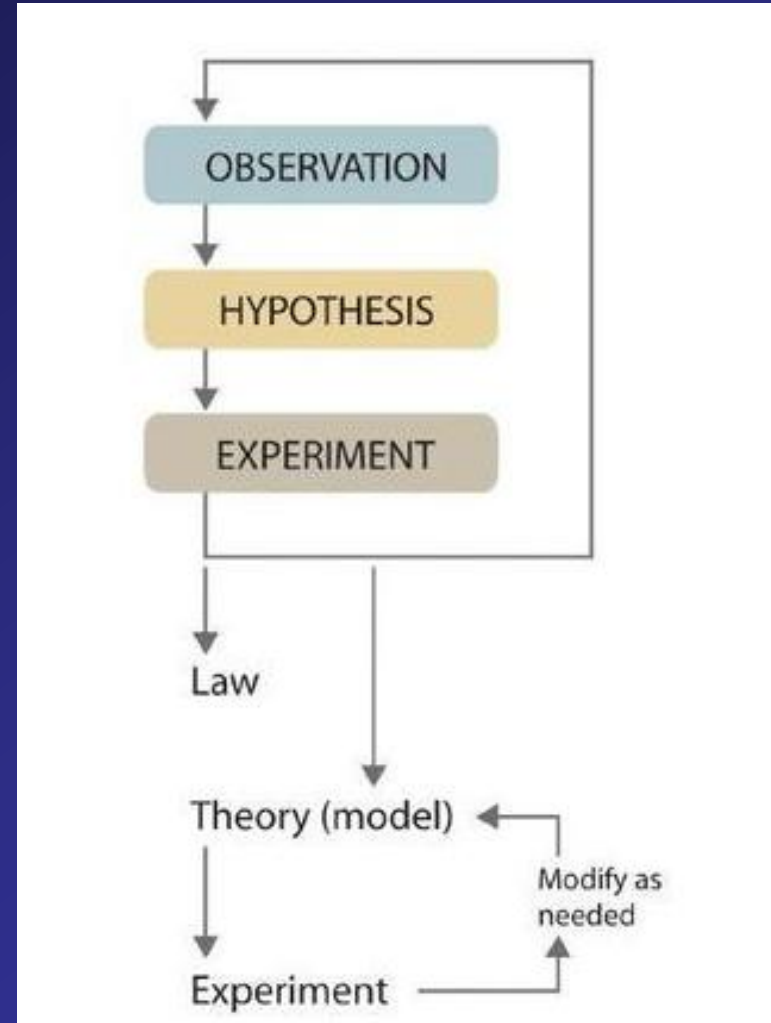 OBSERVATION
HYPOTHESIS
EXPERIMENT
Law
Theory (model)
Modify as
needed
Experiment